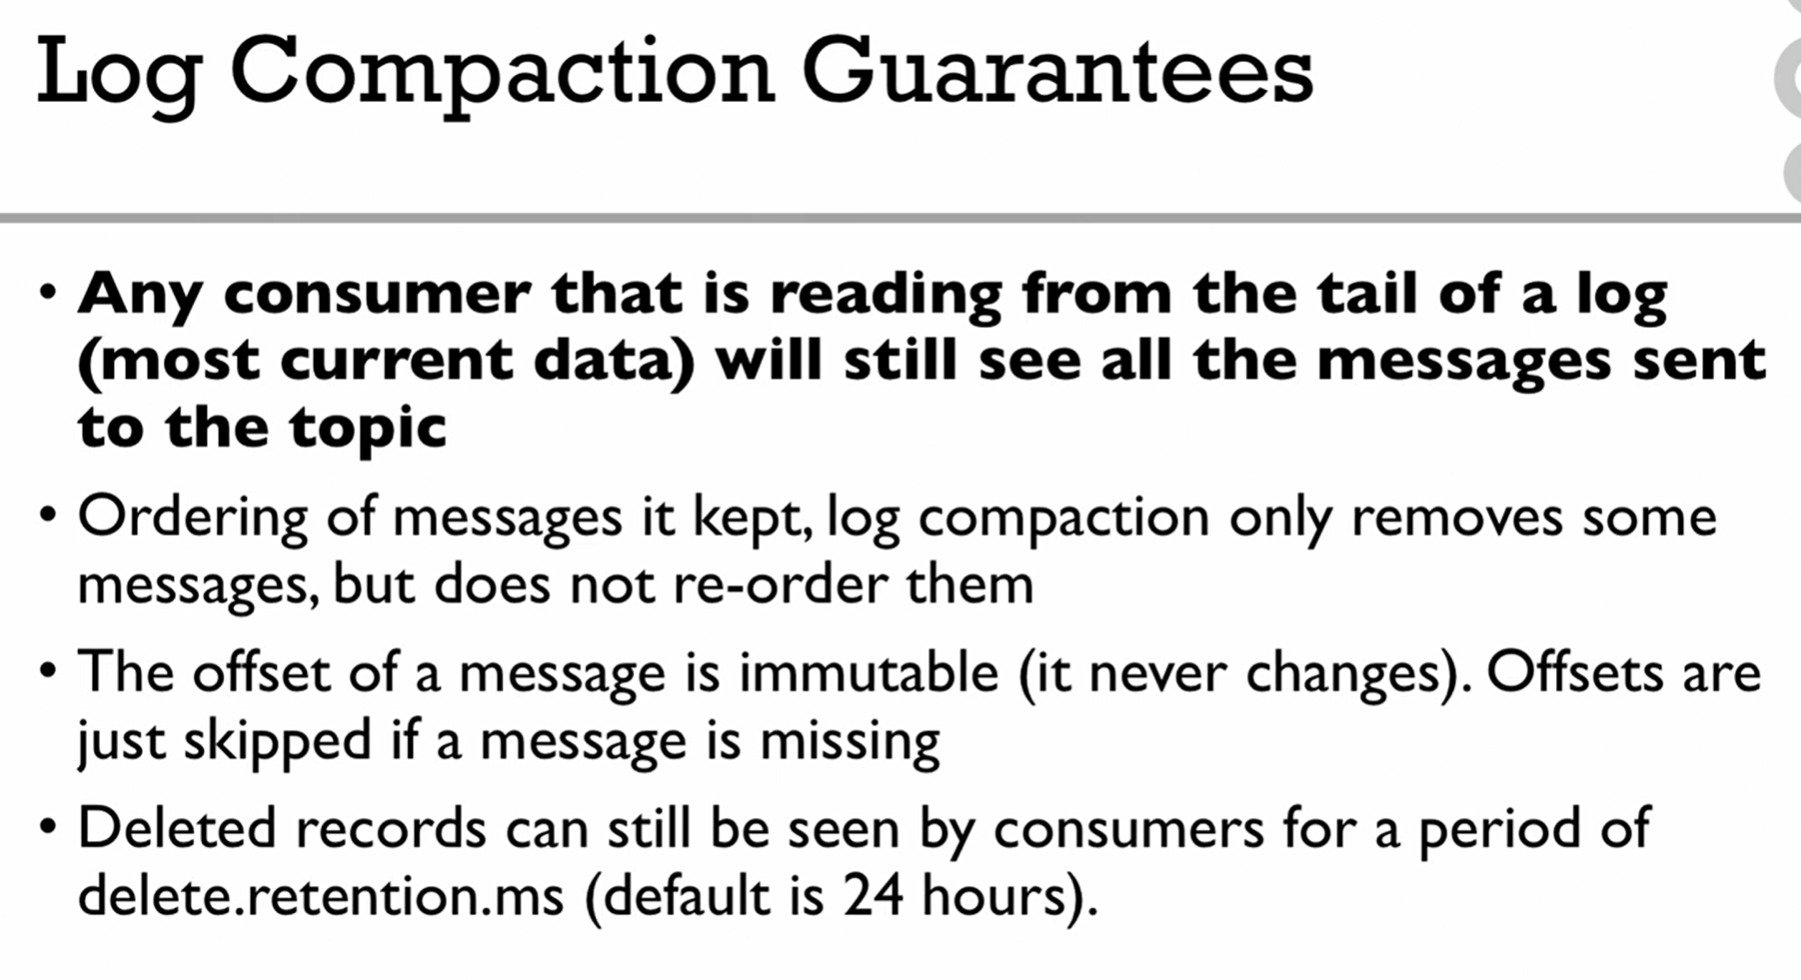 Log Compaction Guarantees
• Any consumer that is reading from the tail of a log
(most current data) will still see all the messages sent
to the topic
• Ordering of messages it kept, log compaction only removes some
messages, but does not re-order them
• The offset of a message is immutable (it never changes). Offsets are
just skipped if a message is missing
• Deleted records can still be seen by consumers for a period of
delete.retention.ms (default is 24 hours).